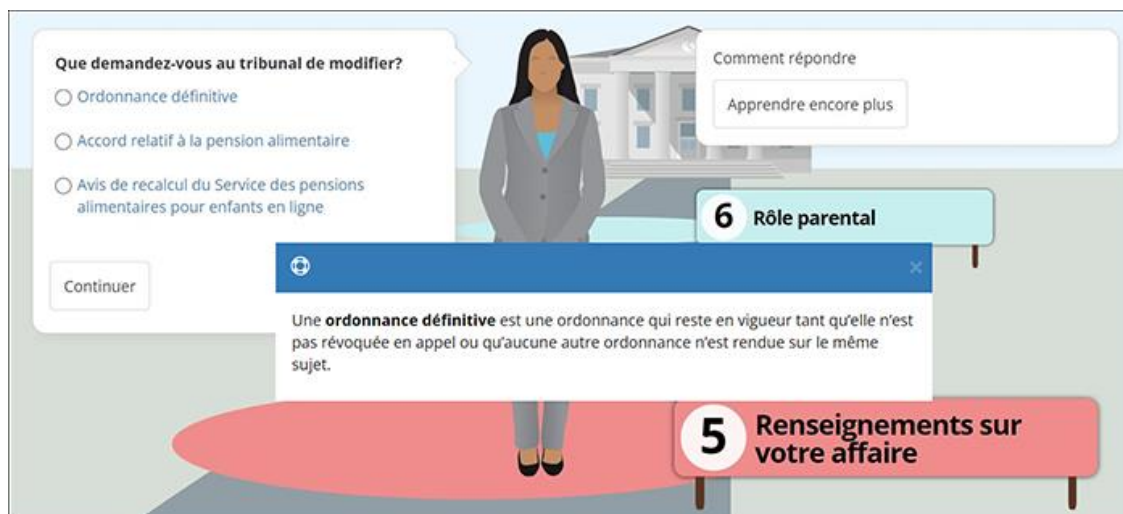 Que demandez-vous au tribunal de modifier?
Ordonnance définitive
Accord relatif à la pension alimentaire
Avis de recalcul du Service des pensions
alimentaires pour enfants en ligne
Continuer
Comment répondre
Apprendre encore plus
6 Rôle parental
Une ordonnance définitive est une ordonnance qui reste en vigueur tant qu'elle n'est
pas révoquée en appel ou qu'aucune autre ordonnance n'est rendue sur le même
sujet.
5 Renseignements sur
votre affaire